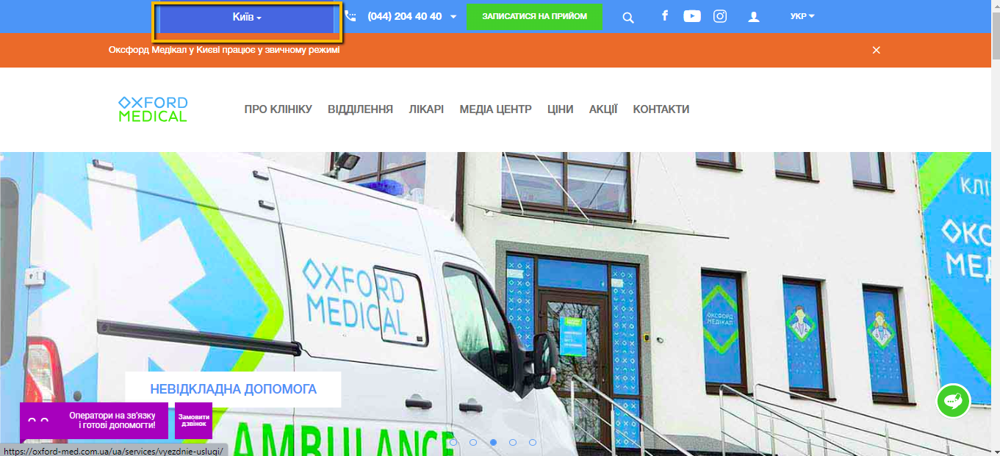 Київ
(044) 204 40 40
ЗАПИСАТИСЯ НА ПРИЙОМ
УКР
Оксфорд Медікал у Києві працює у звичному режимі
OXFORD
MEDICAL
ПРО КЛІНІКУ
ВІДДІЛЕННЯ
ЛІКАРІ
МЕДІА ЦЕНТР
ЦІНИ
АКЦІЇ
КОНТАКТИ
КЛІ
ОКС
МЕД
OXFORD
MEDICAL
ОКСФОРД
МЕДІКАЛ
НЕВІДКЛАДНА ДОПОМОГА
Оператори на зв'язку
і готові допомогти!
Замовити
дзвінок
AMBULANCE
https://oxford-med.com.ua/ua/services/vyezdnie-uslugi/